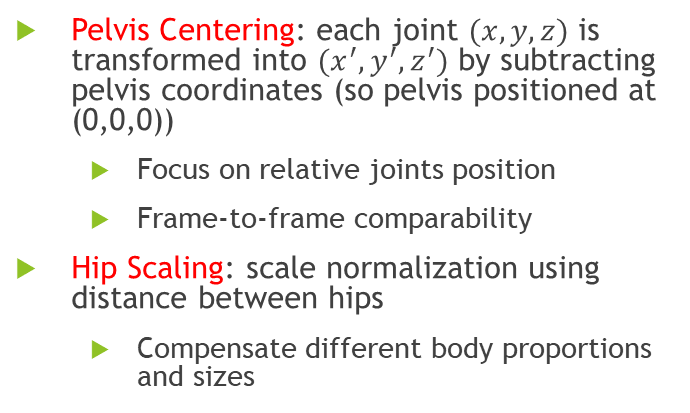 Pelvis Centering: each joint (x, y, z) is
transformed into (x′, y′, z′) by subtracting
pelvis coordinates (so pelvis positioned at
(0,0,0))
Focus on relative joints position
Frame-to-frame comparability
Hip Scaling: scale normalization using
distance between hips
Compensate different body proportions
and sizes